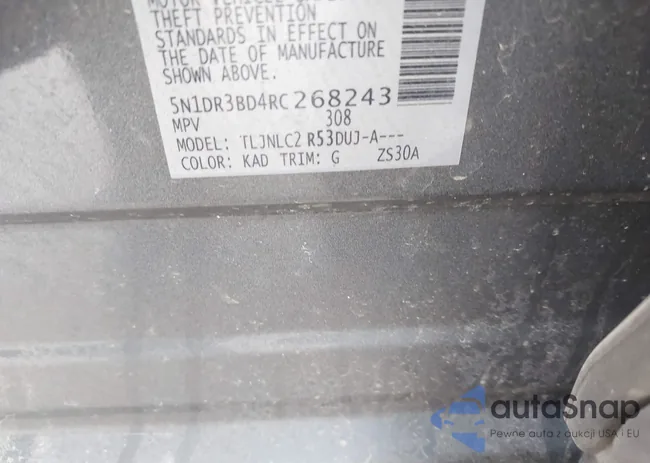 THEFT PREVENTION
STANDARDS IN EFFECT ON
THE DATE OF MANUFACTURE
SHOWN ABOVE.
5N1DR3BD4RC268243
MPV 308
MODEL: TLJNLC2 R53DUJ-A---
COLOR: KAD TRIM: G ZS30A
autaSnap
Pewne auta z aukcji USA i EU